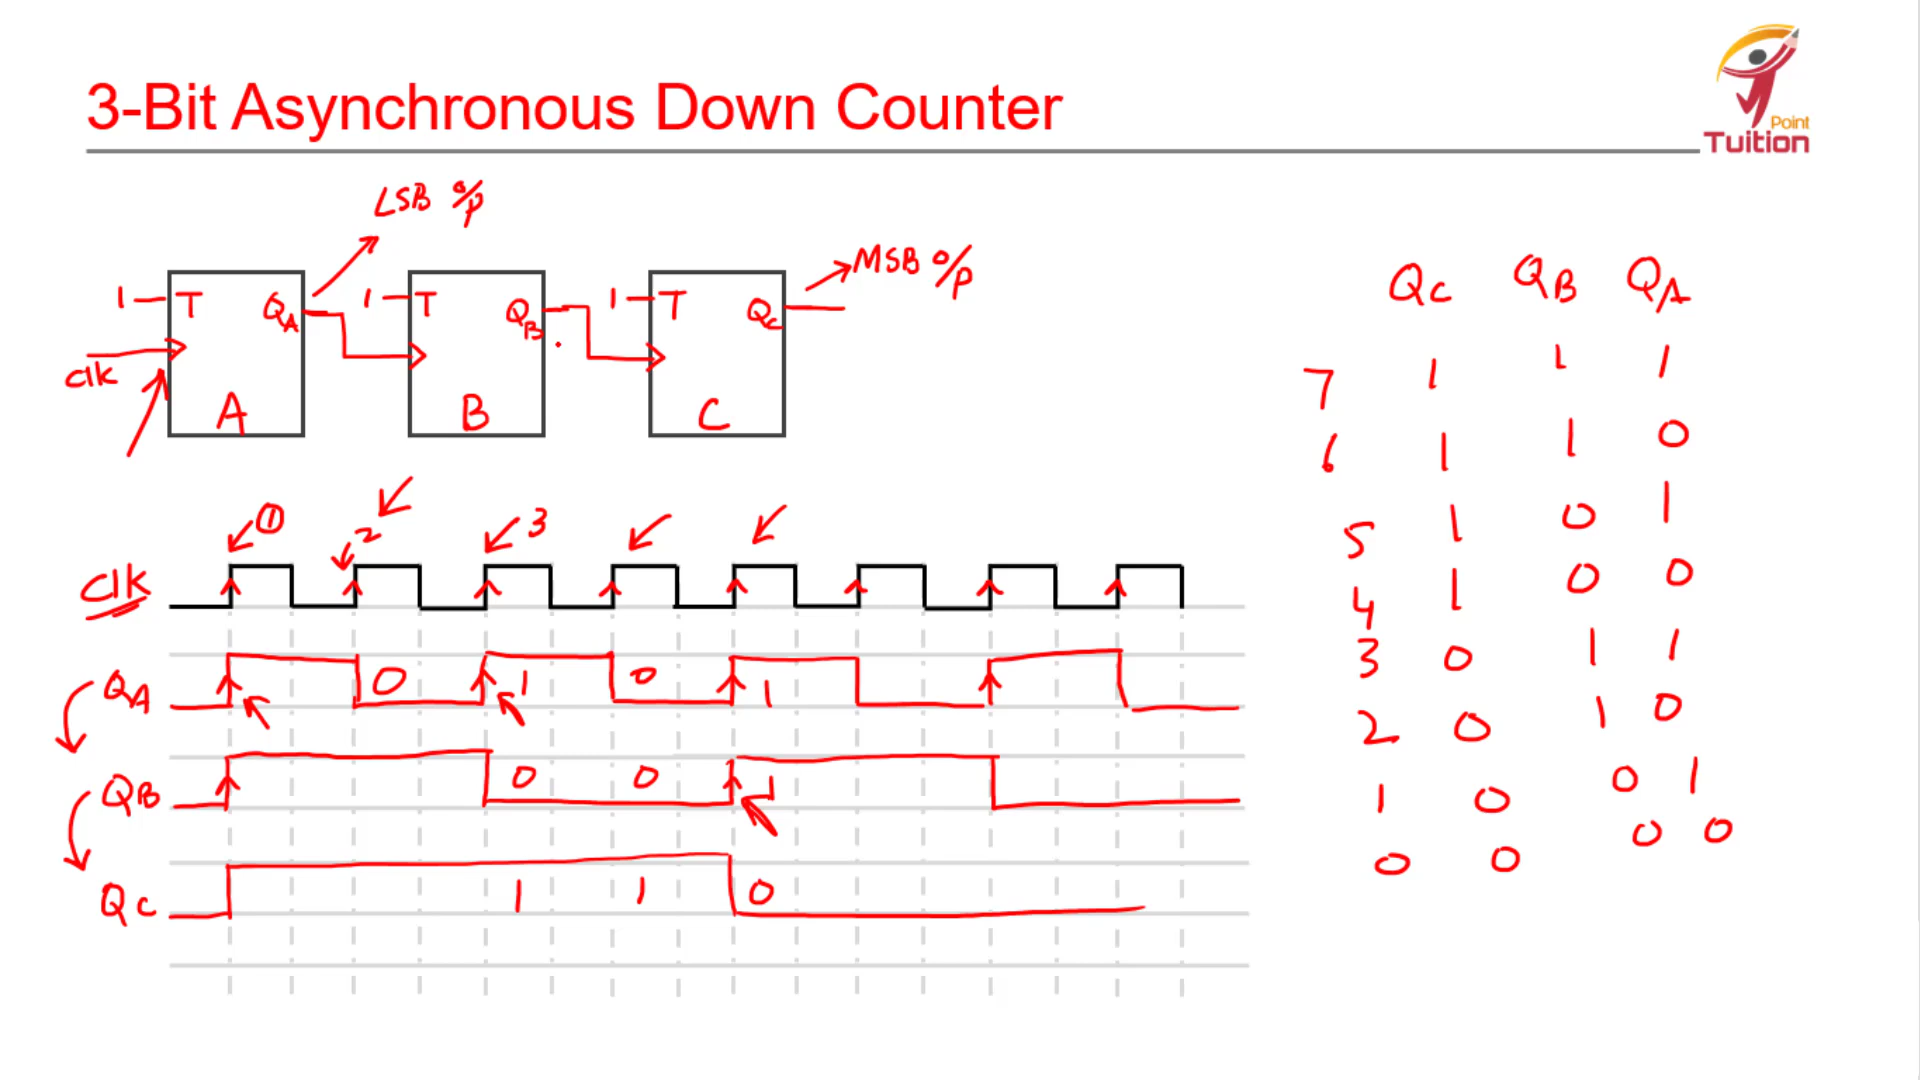 3-Bit Asynchronous Down Counter
Point
Tuition
LSB o/p
MSB o/p
1 T QA 1 T QB 1 T QC
clk
A B C
QC QB QA
7 1 1 1
6 1 1 0
5 1 0 1
4 1 0 0
3 0 1 1
2 0 1 0
1 0 0 1
0 0 0 0
① 2 3
Clk
QA 0 1 0 1
QB 0 0 1
QC 1 1 0